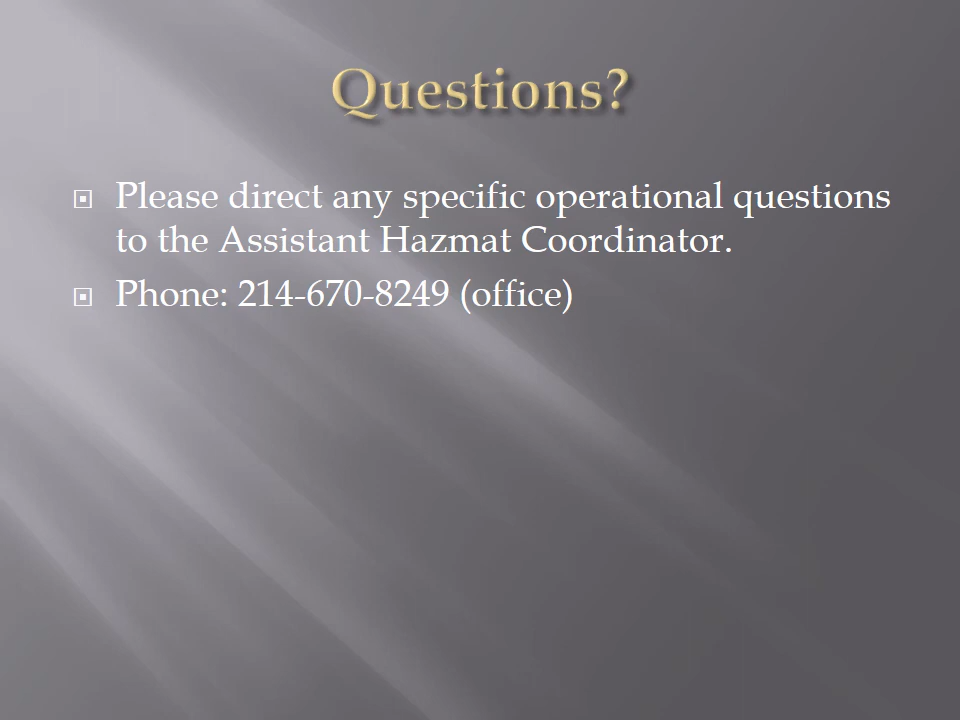 Questions?
Please direct any specific operational questions
to the Assistant Hazmat Coordinator.
Phone: 214-670-8249 (office)